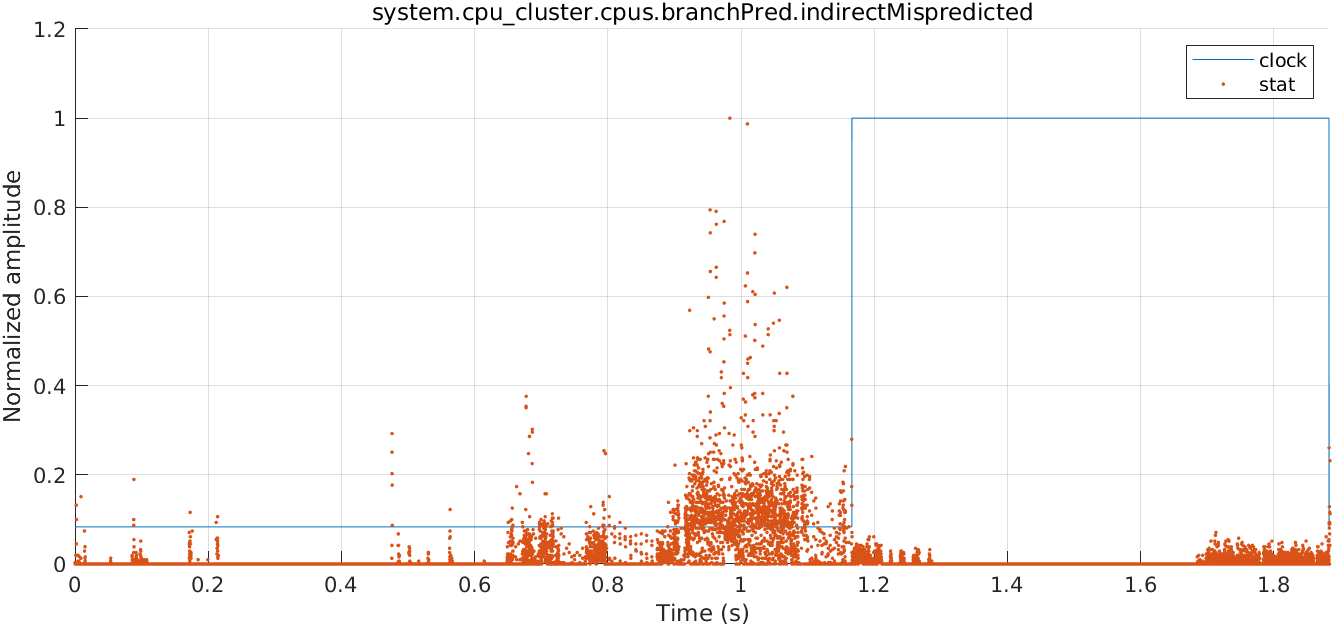 system.cpu_cluster.cpus.branchPred.indirectMispredicted
Normalized amplitude
1.2
1
0.8
0.6
0.4
0.2
0
clock
stat
0 0.2 0.4 0.6 0.8 1 1.2 1.4 1.6 1.8
Time (s)